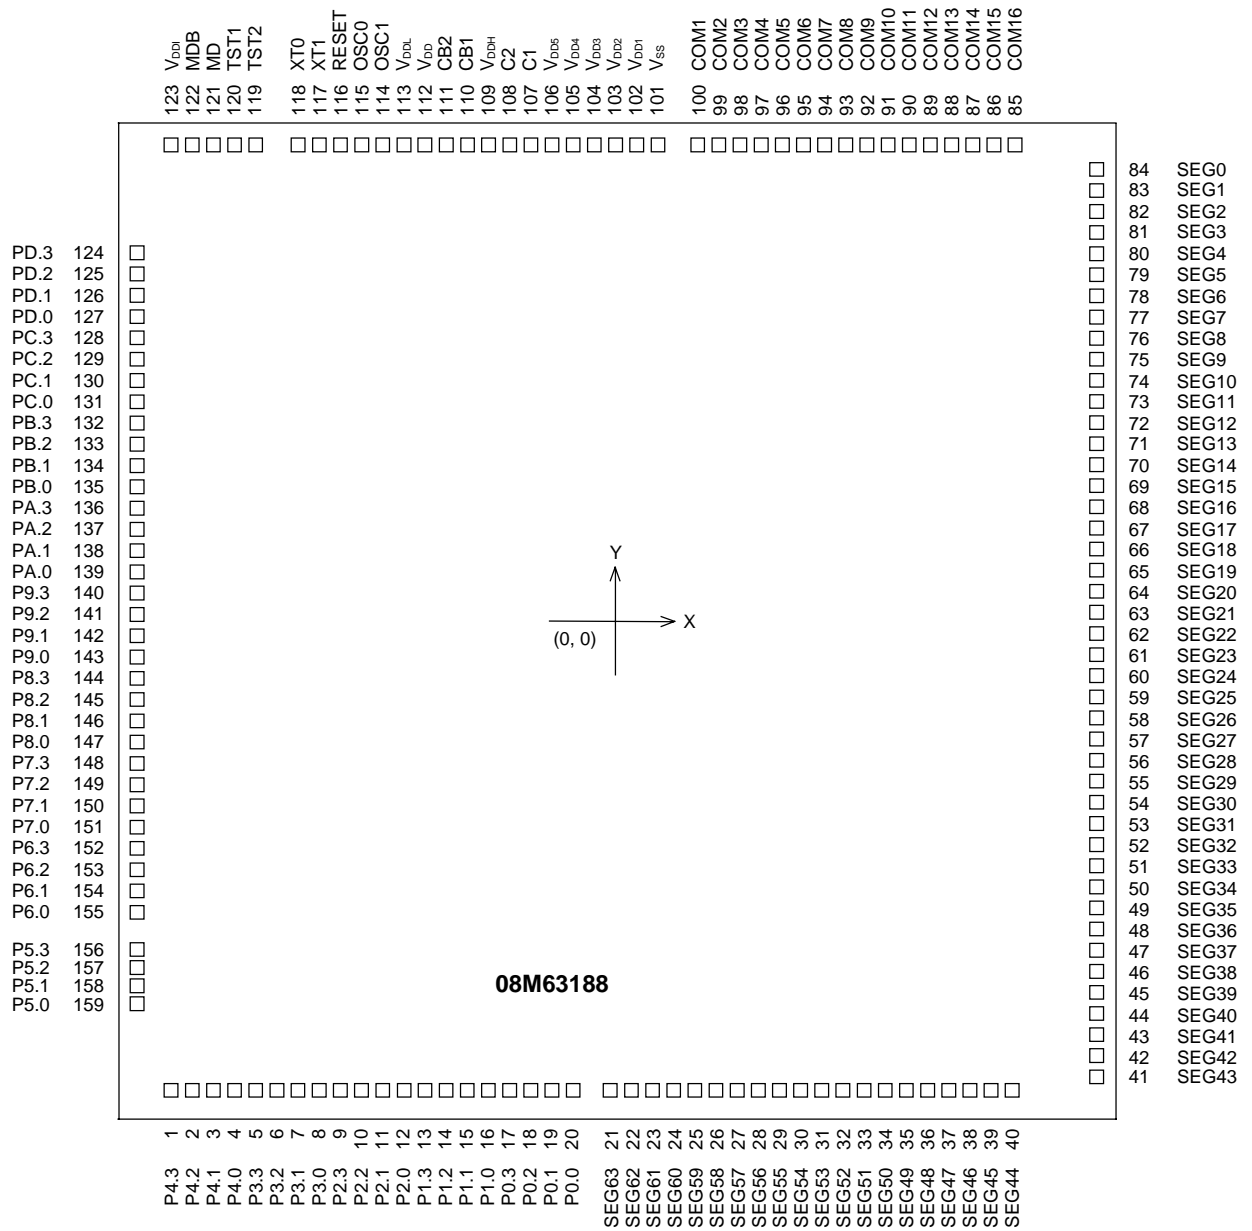 123 VDDI
122 MDB
121 MD
120 TST1
119 TST2
118 XT0
117 XT1
116 RESET
115 OSC0
114 OSC1
113 VDDL
112 VDD
111 CB2
110 CB1
109 VDDH
108 C2
107 C1
106 VDD5
105 VDD4
104 VDD3
103 VDD2
102 VDD1
101 VSS
100 COM1
99 COM2
98 COM3
97 COM4
96 COM5
95 COM6
94 COM7
93 COM8
92 COM9
91 COM10
90 COM11
89 COM12
88 COM13
87 COM14
86 COM15
85 COM16
84 SEG0
83 SEG1
82 SEG2
81 SEG3
80 SEG4
79 SEG5
78 SEG6
77 SEG7
76 SEG8
75 SEG9
74 SEG10
73 SEG11
72 SEG12
71 SEG13
70 SEG14
69 SEG15
68 SEG16
67 SEG17
66 SEG18
65 SEG19
64 SEG20
63 SEG21
62 SEG22
61 SEG23
60 SEG24
59 SEG25
58 SEG26
57 SEG27
56 SEG28
55 SEG29
54 SEG30
53 SEG31
52 SEG32
51 SEG33
50 SEG34
49 SEG35
48 SEG36
47 SEG37
46 SEG38
45 SEG39
44 SEG40
43 SEG41
42 SEG42
41 SEG43
PD.3 124
PD.2 125
PD.1 126
PD.0 127
PC.3 128
PC.2 129
PC.1 130
PC.0 131
PB.3 132
PB.2 133
PB.1 134
PB.0 135
PA.3 136
PA.2 137
PA.1 138
PA.0 139
P9.3 140
P9.2 141
P9.1 142
P9.0 143
P8.3 144
P8.2 145
P8.1 146
P8.0 147
P7.3 148
P7.2 149
P7.1 150
P7.0 151
P6.3 152
P6.2 153
P6.1 154
P6.0 155
P5.3 156
P5.2 157
P5.1 158
P5.0 159
Y
X
(0, 0)
08M63188
P4.3 1
P4.2 2
P4.1 3
P4.0 4
P3.3 5
P3.2 6
P3.1 7
P3.0 8
P2.3 9
P2.2 10
P2.1 11
P2.0 12
P1.3 13
P1.2 14
P1.1 15
P1.0 16
P0.3 17
P0.2 18
P0.1 19
P0.0 20
SEG63 21
SEG62 22
SEG61 23
SEG60 24
SEG59 25
SEG58 26
SEG57 27
SEG56 28
SEG55 29
SEG54 30
SEG53 31
SEG52 32
SEG51 33
SEG50 34
SEG49 35
SEG48 36
SEG47 37
SEG46 38
SEG45 39
SEG44 40